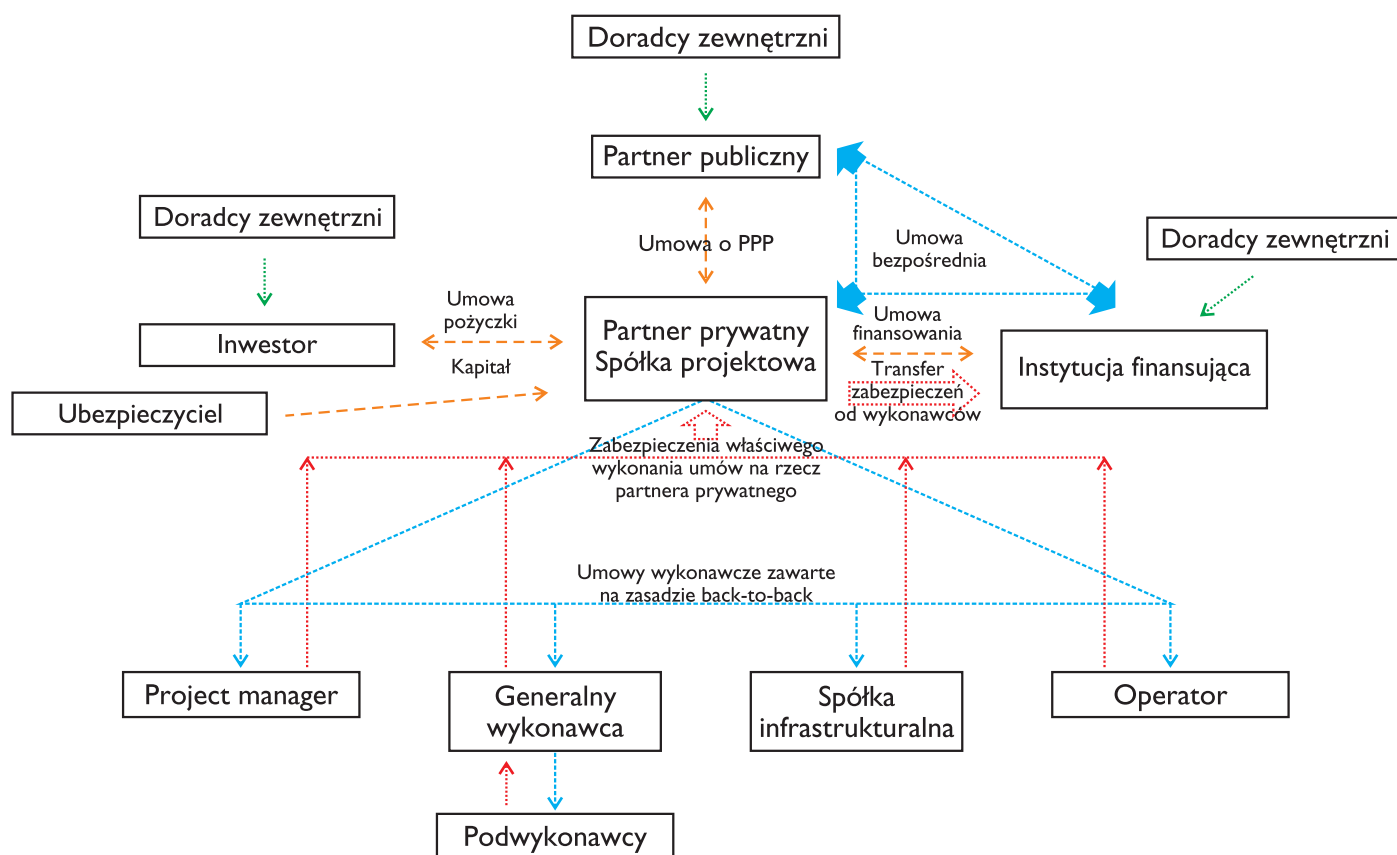 Doradcy zewnętrzni
Partner publiczny
Doradcy zewnętrzni
Doradcy zewnętrzni
Umowa o PPP
Umowa
bezpośrednia
Umowa
pożyczki
Kapitał
Inwestor
Partner prywatny
Spółka projektowa
Umowa
finansowania
Transfer
zabezpieczeń
od wykonawców
Instytucja finansująca
Ubezpieczyciel
Zabezpieczenia właściwego
wykonania umów na rzecz
partnera prywatnego
Umowy wykonawcze zawarte
na zasadzie back-to-back
Project manager
Generalny
wykonawca
Spółka
infrastrukturalna
Operator
Podwykonawcy